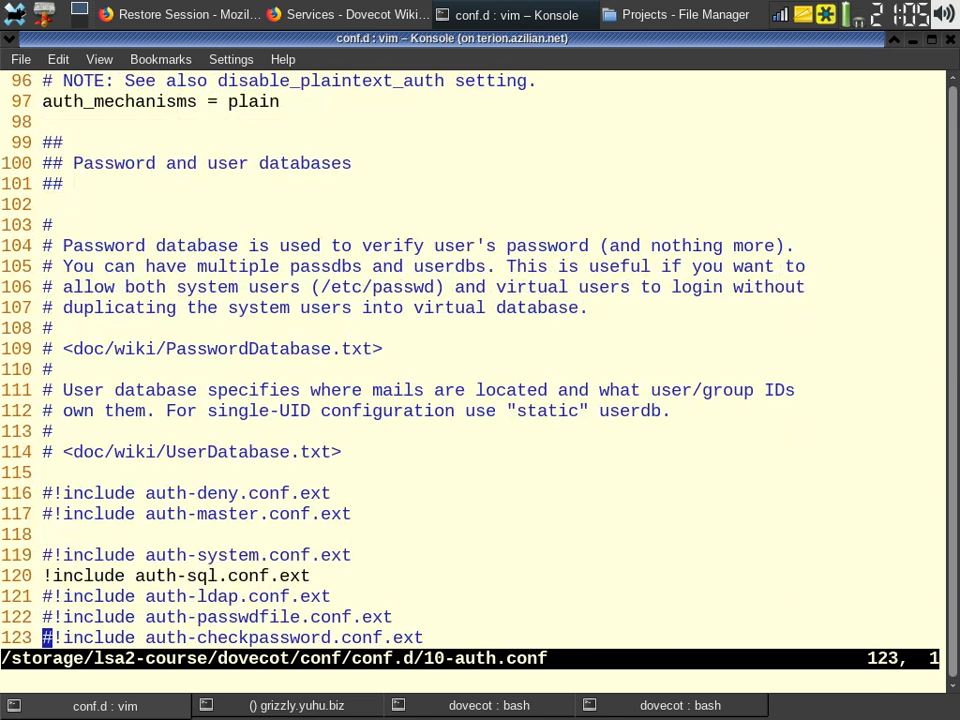 Restore Session - Mozil...
Services - Dovecot Wiki...
conf.d : vim – Konsole
Projects - File Manager
2 1:05
conf.d : vim – Konsole (on terion.azilian.net)
File Edit View Bookmarks Settings Help
96 # NOTE: See also disable_plaintext_auth setting.
97 auth_mechanisms = plain
98
99 ##
100 ## Password and user databases
101 ##
102
103 #
104 # Password database is used to verify user's password (and nothing more).
105 # You can have multiple passdbs and userdbs. This is useful if you want to
106 # allow both system users (/etc/passwd) and virtual users to login without
107 # duplicating the system users into virtual database.
108 #
109 # <doc/wiki/PasswordDatabase.txt>
110 #
111 # User database specifies where mails are located and what user/group IDs
112 # own them. For single-UID configuration use "static" userdb.
113 #
114 # <doc/wiki/UserDatabase.txt>
115
116 #!include auth-deny.conf.ext
117 #!include auth-master.conf.ext
118
119 #!include auth-system.conf.ext
120 !include auth-sql.conf.ext
121 #!include auth-ldap.conf.ext
122 #!include auth-passwdfile.conf.ext
123 #!include auth-checkpassword.conf.ext
/storage/lsa2-course/dovecot/conf/conf.d/10-auth.conf 123, 1
conf.d : vim
() grizzly.yuhu.biz
dovecot : bash
dovecot : bash